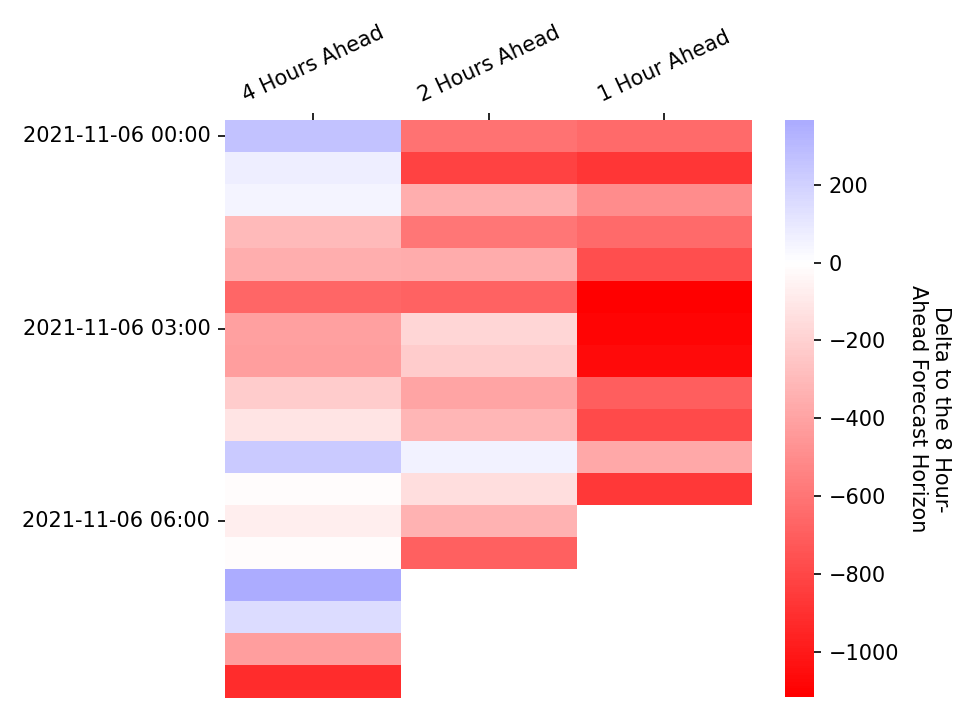 4 Hours Ahead
2 Hours Ahead
1 Hour Ahead
2021-11-06 00:00
2021-11-06 03:00
2021-11-06 06:00
200
0
−200
−400
−600
−800
−1000
Delta to the 8 Hour-
Ahead Forecast Horizon